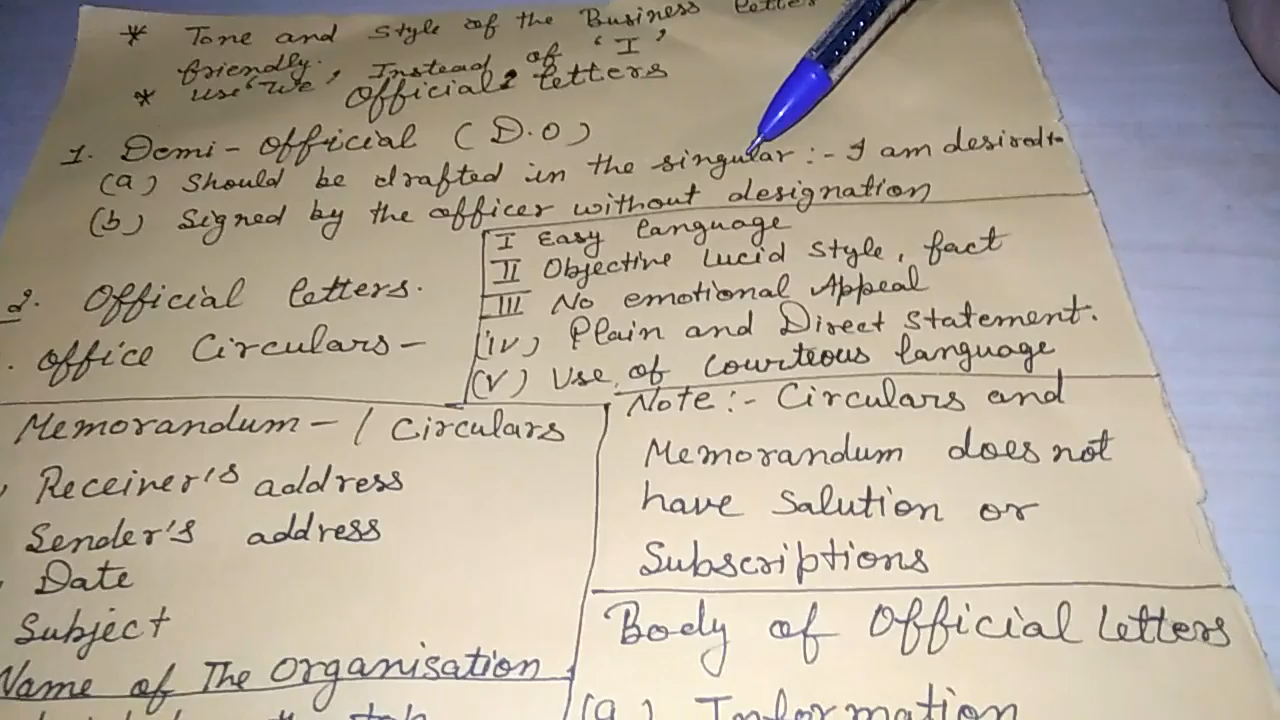 * Tone and style of the Business letter
friendly.
* use 'We', Instead of 'I'
Official letters
1. Demi-official (D.O)
(a) Should be drafted in the singular :- I am desired to
(b) Signed by the officer without designation
I Easy language
II Objective Lucid style, fact
III No emotional Appeal
(iv) Plain and Direct statement.
(V) Use of Courteous language
2. Official letters.
. office Circulars -
Memorandum - / Circulars
Receiver's address
Sender's address
Date
Subject
Name of The Organisation
Note :- Circulars and
Memorandum does not
have Salution or
Subscriptions
Body of Official Letters
(a) Information